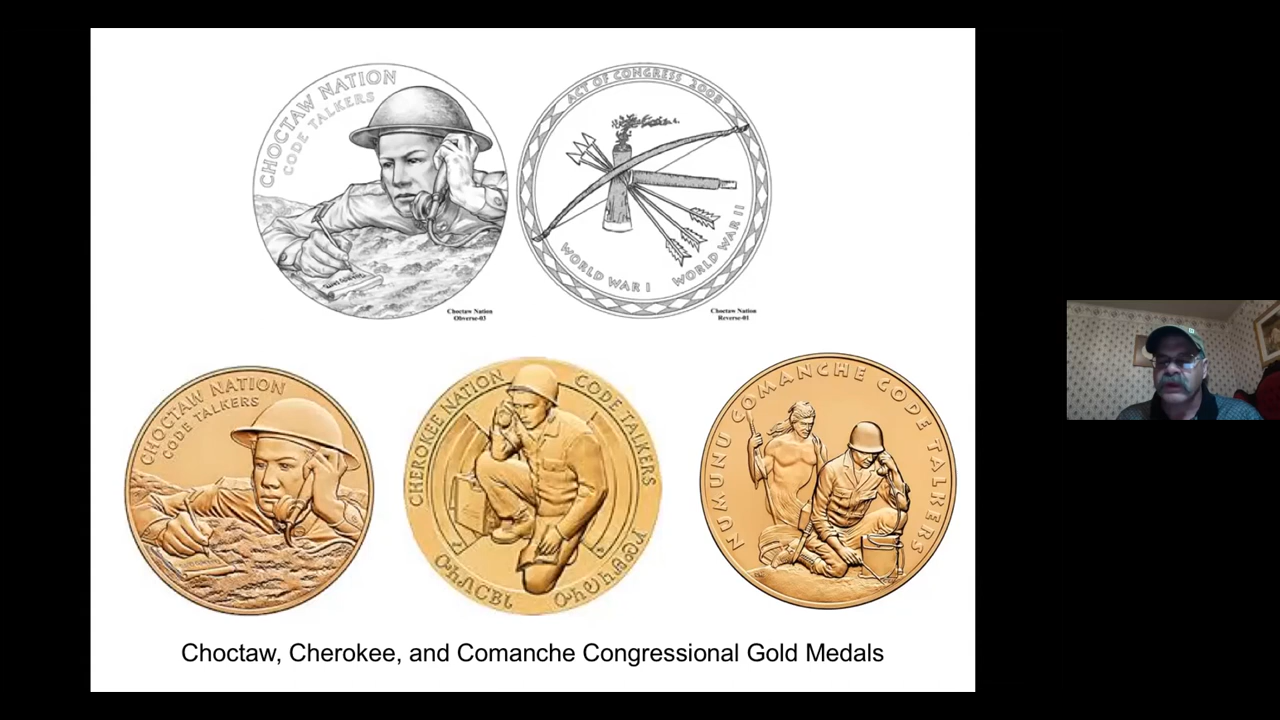 CHOCTAW NATION
CODE TALKERS
Choctaw Nation
Obverse-03
ACT OF CONGRESS 2008
WORLD WAR I
WORLD WAR II
Choctaw Nation
Reverse-01
CHOCTAW NATION
CODE TALKERS
CHEROKEE NATION
CODE TALKERS
NUMUNU COMANCHE CODE TALKERS
Choctaw, Cherokee, and Comanche Congressional Gold Medals